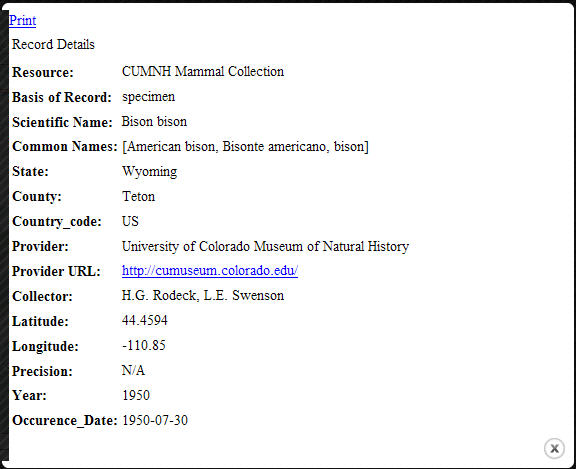 Print
Record Details
Resource: CUMNH Mammal Collection
Basis of Record: specimen
Scientific Name: Bison bison
Common Names: [American bison, Bisonte americano, bison]
State: Wyoming
County: Teton
Country_code: US
Provider: University of Colorado Museum of Natural History
Provider URL: http://cumuseum.colorado.edu/
Collector: H.G. Rodeck, L.E. Swenson
Latitude: 44.4594
Longitude: -110.85
Precision: N/A
Year: 1950
Occurence_Date: 1950-07-30
x